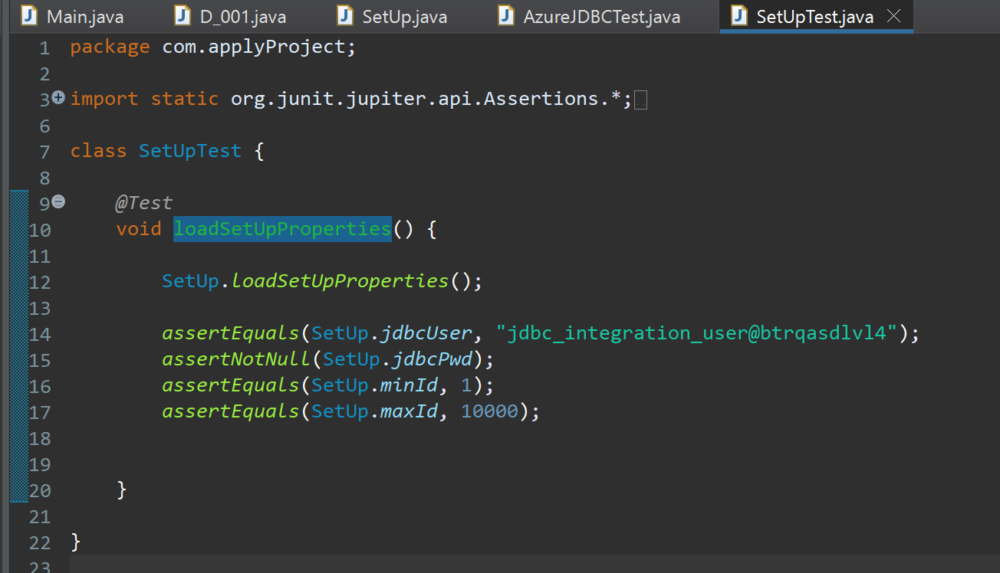 Main.java D_001.java SetUp.java AzureJDBCTest.java SetUpTest.java
1 package com.applyProject;
2
3 import static org.junit.jupiter.api.Assertions.*;
6
7 class SetUpTest {
8
9 @Test
10 void loadSetUpProperties() {
11
12 SetUp.loadSetUpProperties();
13
14 assertEquals(SetUp.jdbcUser, "jdbc_integration_user@btrqasdlvl4");
15 assertNotNull(SetUp.jdbcPwd);
16 assertEquals(SetUp.minId, 1);
17 assertEquals(SetUp.maxId, 10000);
18
19
20 }
21
22 }
23